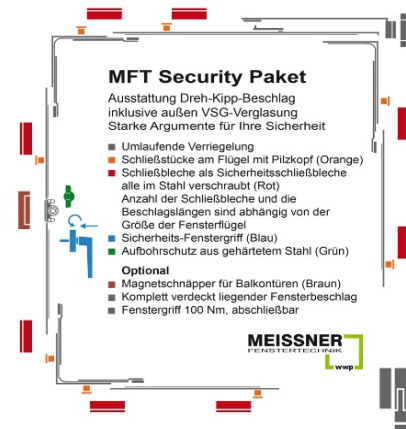 MFT Security Paket
Ausstattung Dreh-Kipp-Beschlag
inklusive außen VSG-Verglasung
Starke Argumente für Ihre Sicherheit
Umlaufende Verriegelung
Schließstücke am Flügel mit Pilzkopf (Orange)
Schließbleche als Sicherheitsschließbleche
alle im Stahl verschraubt (Rot)
Anzahl der Schließbleche und die
Beschlagslängen sind abhängig von der
Größe der Fensterflügel
Sicherheits-Fenstergriff (Blau)
Aufbohrschutz aus gehärtetem Stahl (Grün)
Optional
Magnetschnäpper für Balkontüren (Braun)
Komplett verdeckt liegender Fensterbeschlag
Fenstergriff 100 Nm, abschließbar
MEISSNER
FENSTERTECHNIK
wwp